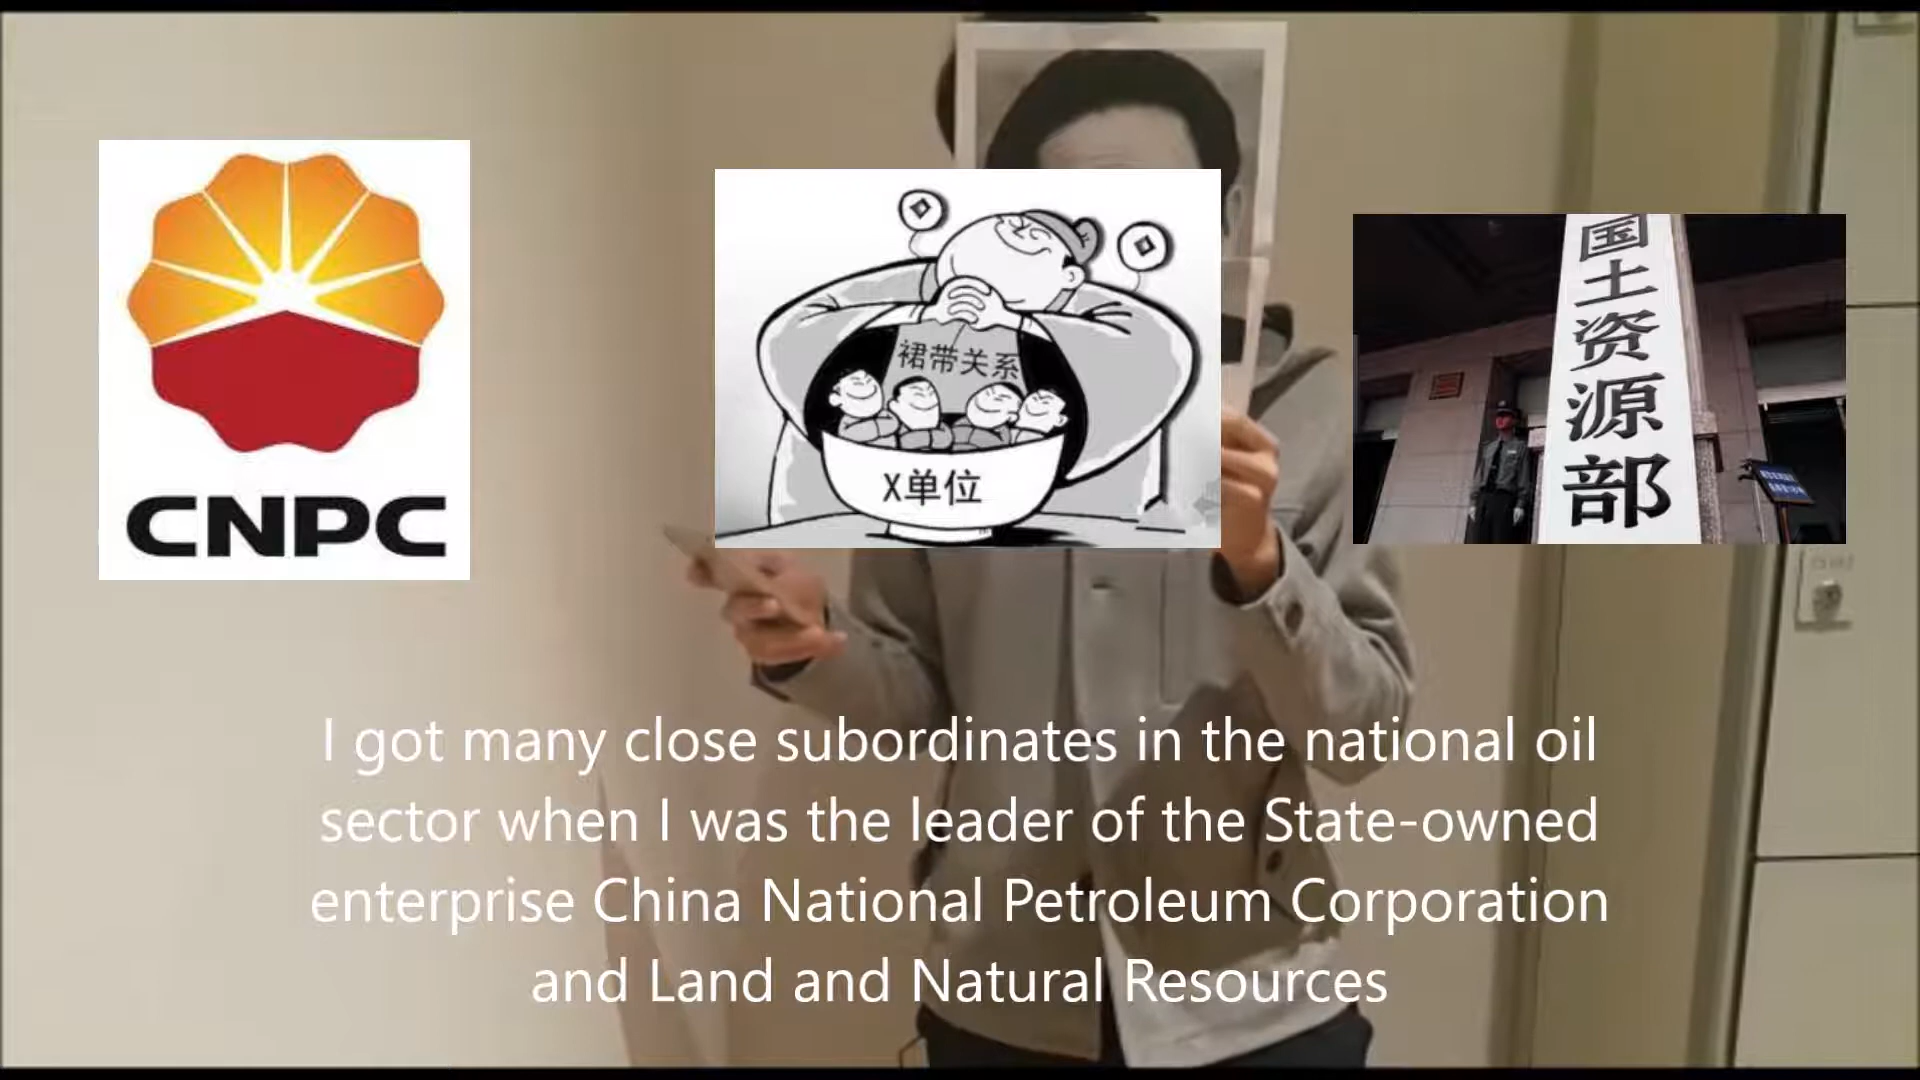 CNPC
裙带关系
X单位
国土资源部
I got many close subordinates in the national oil
sector when I was the leader of the State-owned
enterprise China National Petroleum Corporation
and Land and Natural Resources